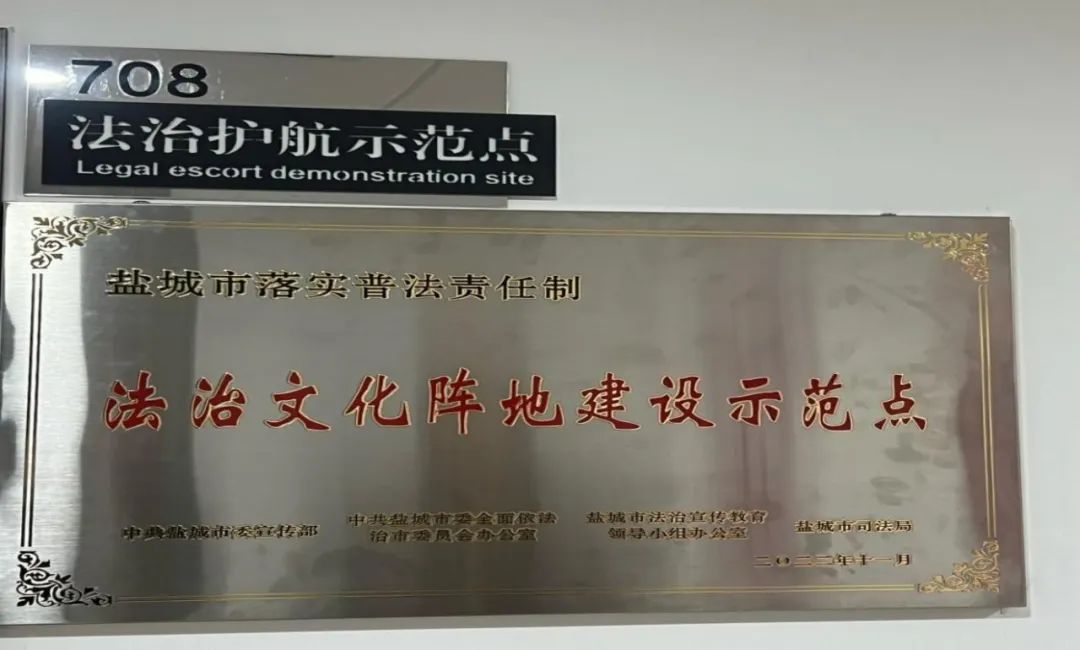 708
法治护航示范点
Legal escort demonstration site
盐城市落实普法责任制
法治文化阵地建设示范点
中共盐城市委宣传部
中共盐城市委全面依法
治市委员会办公室
盐城市法治宣传教育
领导小组办公室
盐城市司法局
二〇二二年十一月